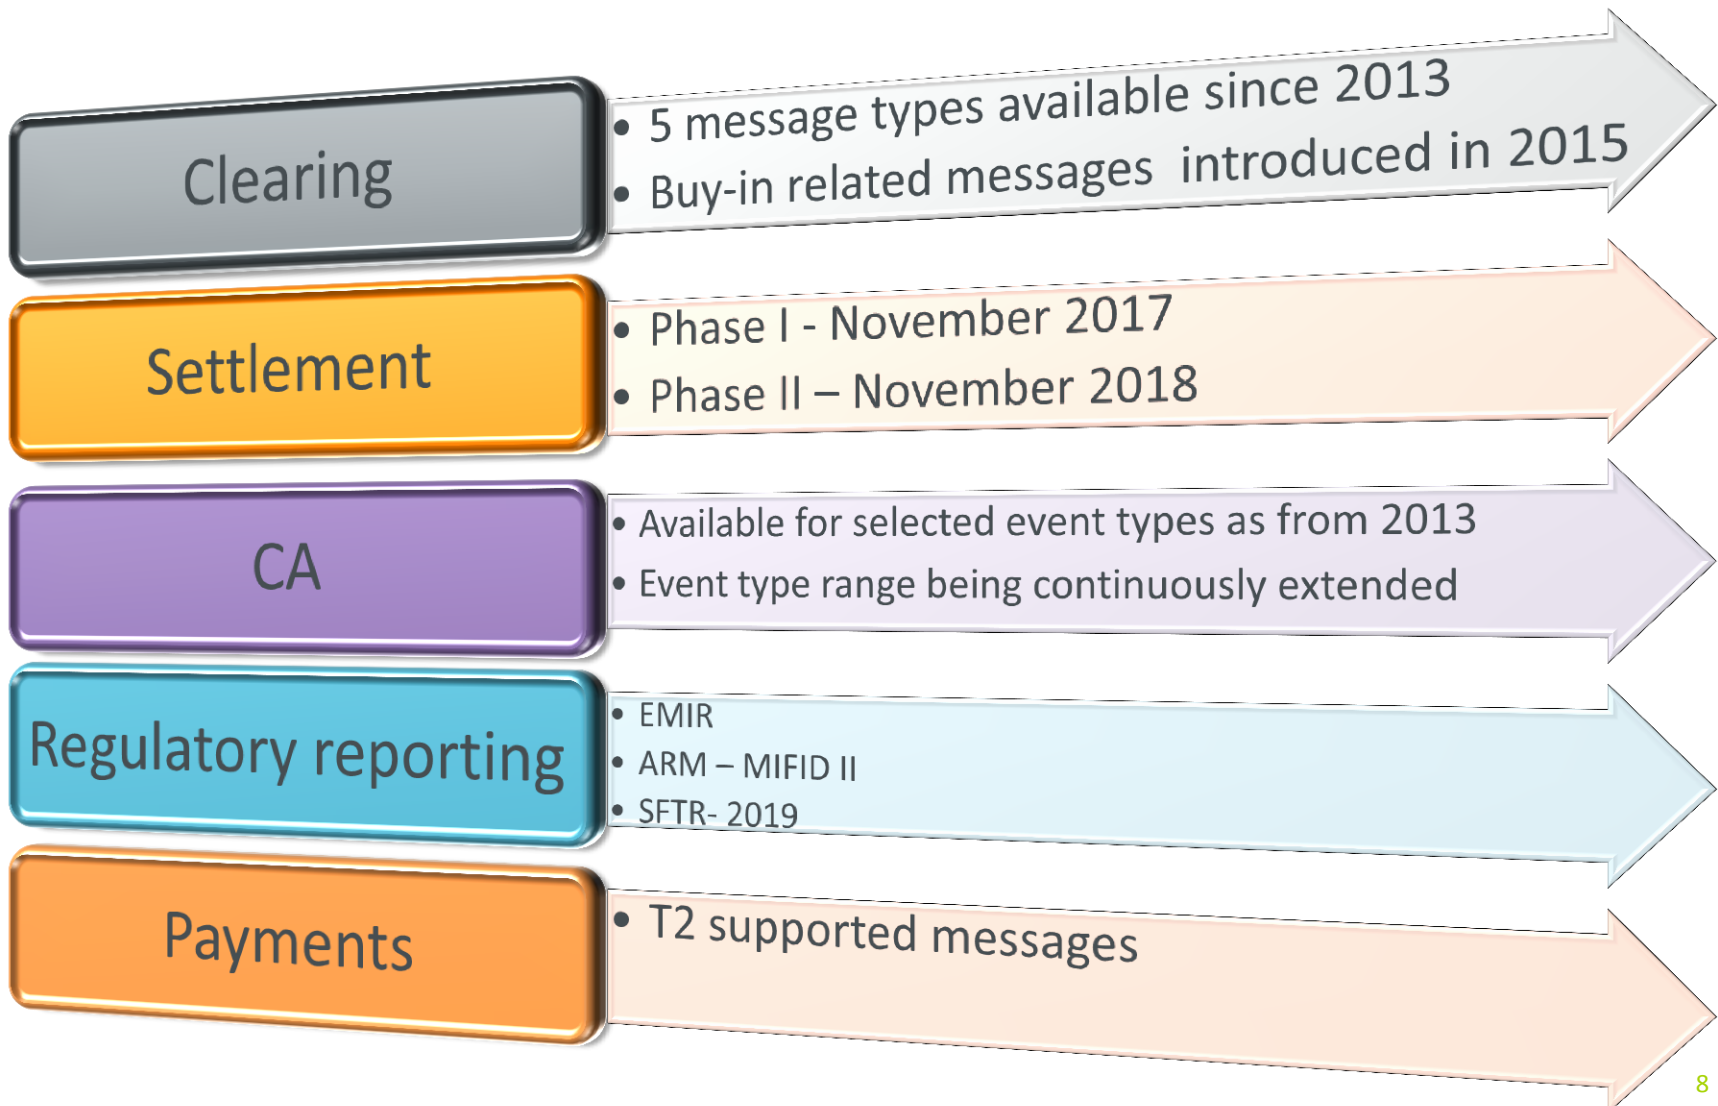 Clearing
• 5 message types available since 2013
• Buy-in related messages introduced in 2015
Settlement
• Phase I - November 2017
• Phase II – November 2018
CA
• Available for selected event types as from 2013
• Event type range being continuously extended
Regulatory reporting
• EMIR
• ARM – MIFID II
• SFTR- 2019
Payments
• T2 supported messages
8